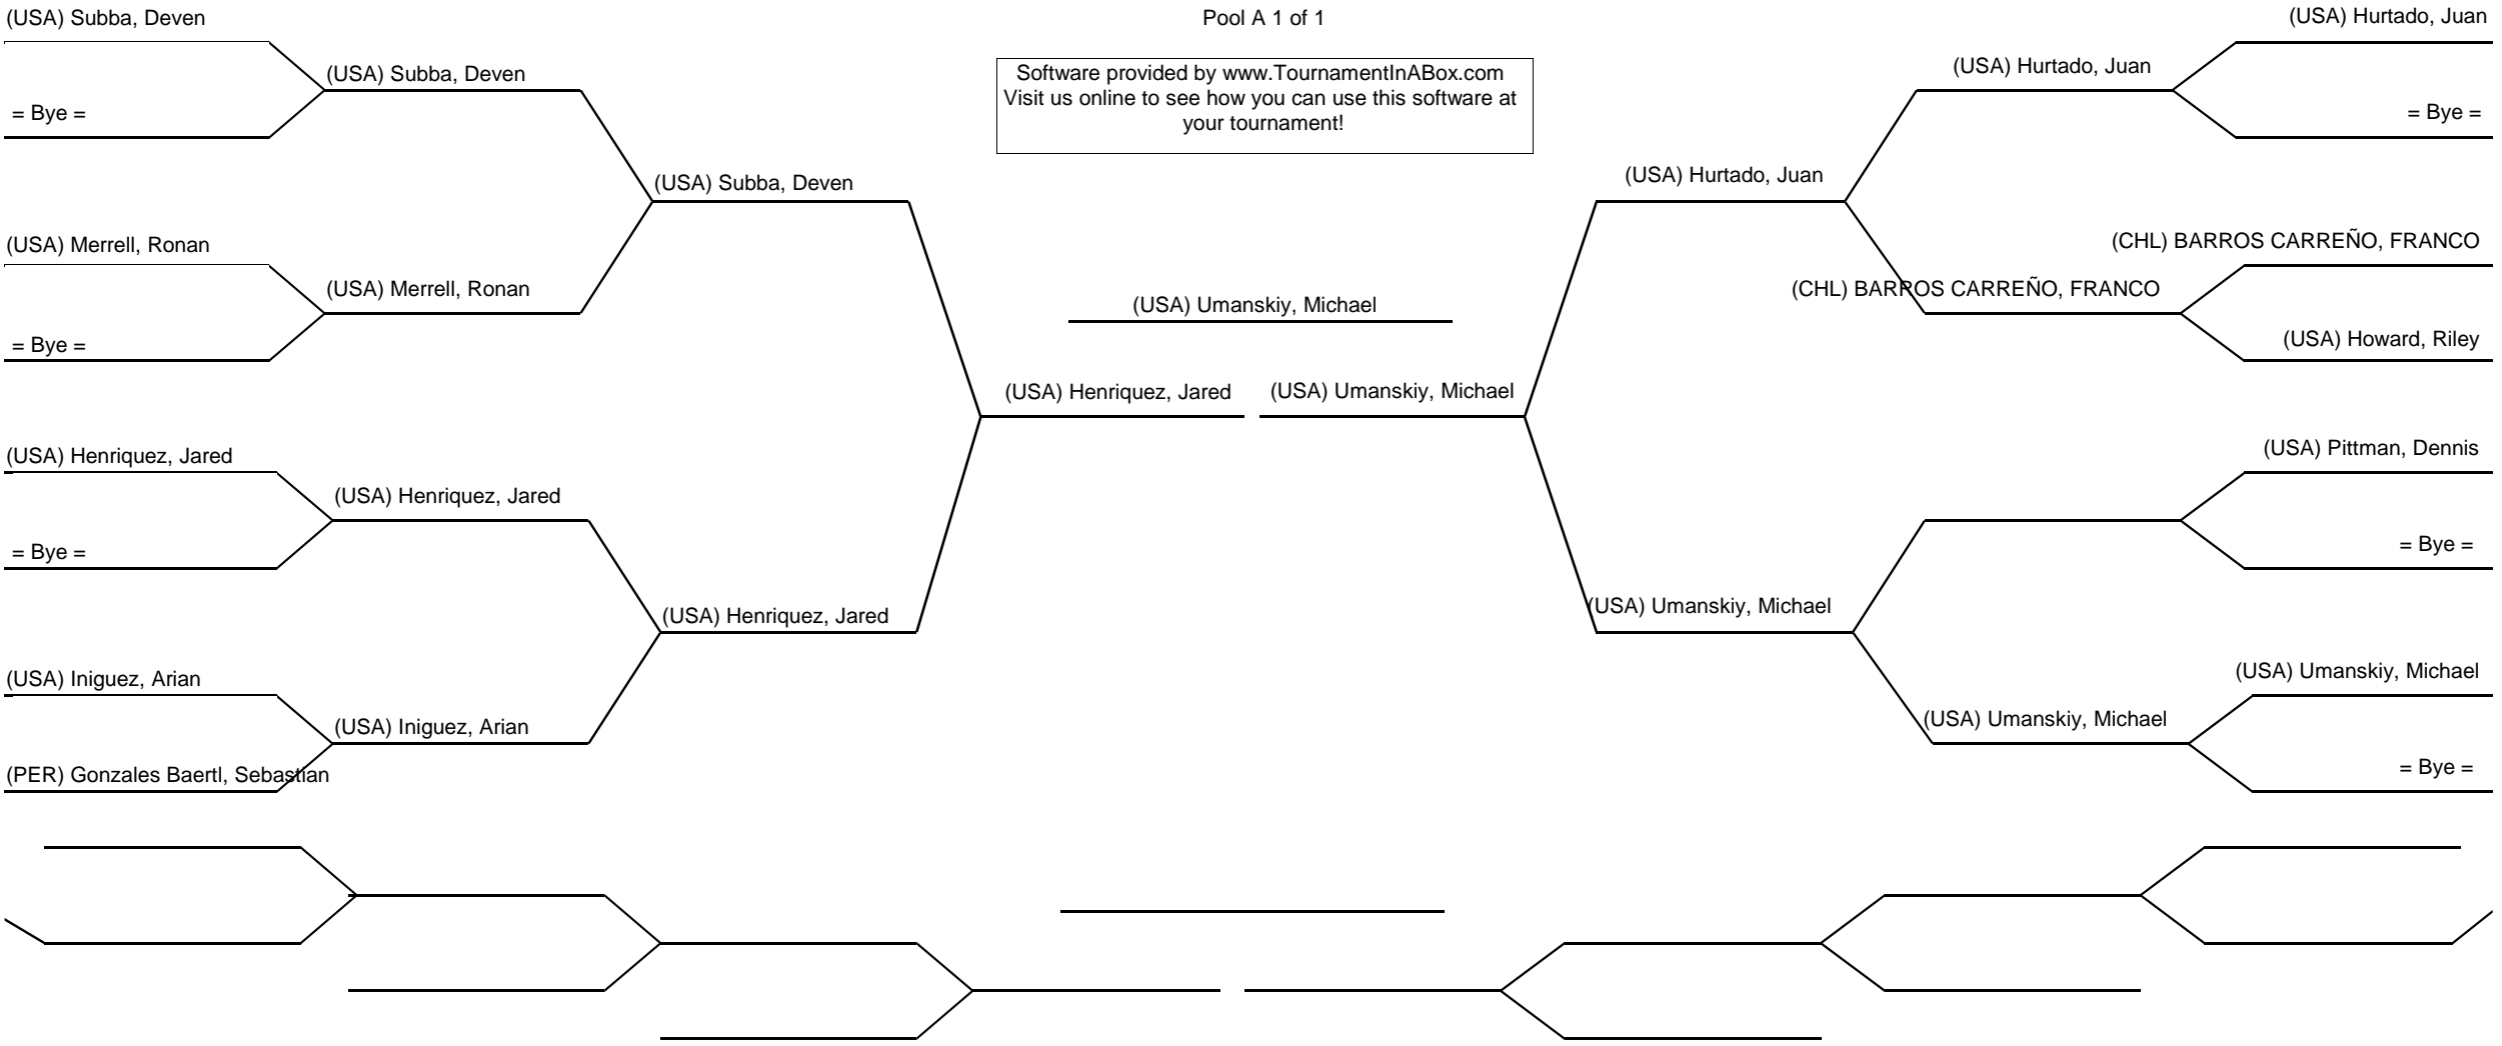 (USA) Subba, Deven
Pool A 1 of 1
(USA) Hurtado, Juan
(USA) Subba, Deven
Software provided by www.TournamentInABox.com
Visit us online to see how you can use this software at
your tournament!
(USA) Hurtado, Juan
= Bye =
= Bye =
(USA) Subba, Deven
(USA) Hurtado, Juan
(USA) Merrell, Ronan
(CHL) BARROS CARREÑO, FRANCO
(USA) Merrell, Ronan
(USA) Umanskiy, Michael
(CHL) BARROS CARREÑO, FRANCO
= Bye =
(USA) Howard, Riley
(USA) Henriquez, Jared
(USA) Umanskiy, Michael
(USA) Henriquez, Jared
(USA) Pittman, Dennis
(USA) Henriquez, Jared
= Bye =
= Bye =
(USA) Henriquez, Jared
(USA) Umanskiy, Michael
(USA) Iniguez, Arian
(USA) Umanskiy, Michael
(USA) Iniguez, Arian
(USA) Umanskiy, Michael
(PER) Gonzales Baertl, Sebastian
= Bye =